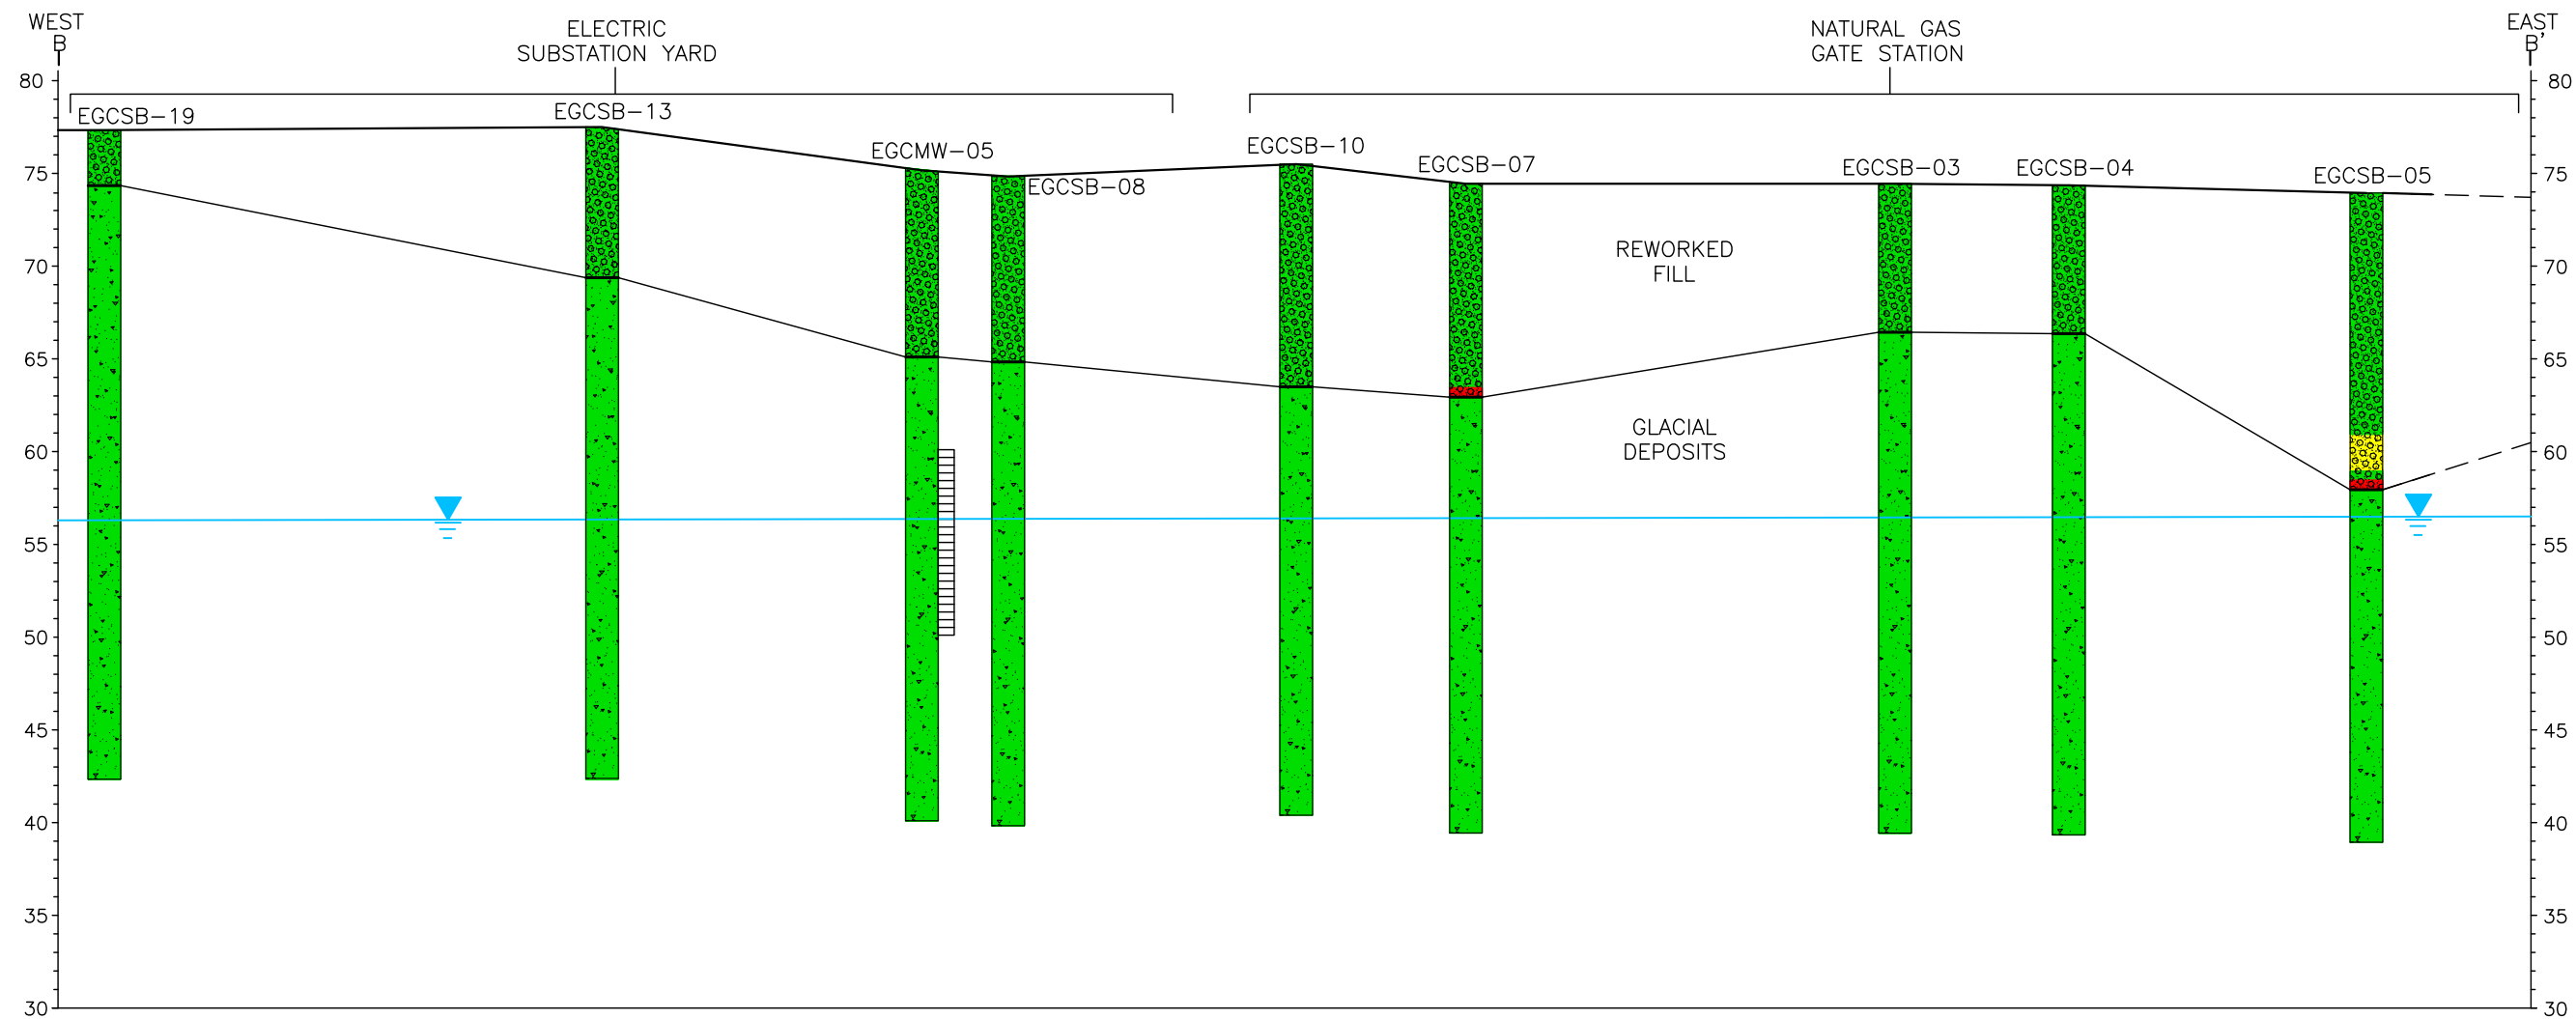 WEST
B
ELECTRIC
SUBSTATION YARD
NATURAL GAS
GATE STATION
EAST
B'
80
80
EGCSB-19
EGCSB-13
EGCMW-05
EGCSB-08
EGCSB-10
EGCSB-07
EGCSB-03
EGCSB-04
EGCSB-05
75
75
REWORKED
FILL
70
70
65
65
GLACIAL
DEPOSITS
60
60
55
55
50
50
45
45
40
40
35
35
30
30